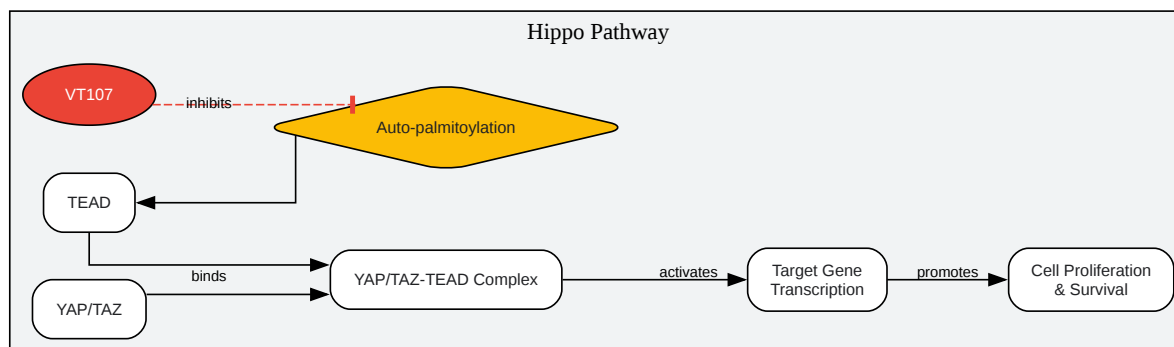 Hippo Pathway
VT107
inhibits
Auto-palmitoylation
TEAD
binds
YAP/TAZ
YAP/TAZ-TEAD Complex
activates
Target Gene
Transcription
promotes
Cell Proliferation
& Survival